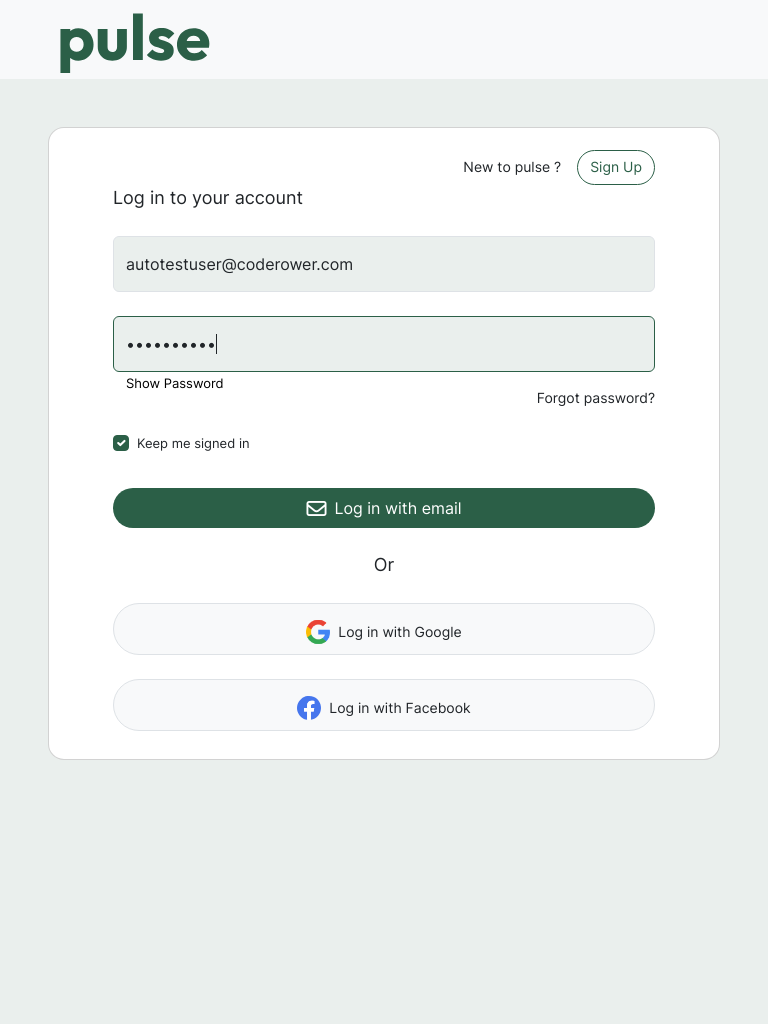 pulse
New to pulse ? Sign Up
Log in to your account
autotestuser@coderower.com
••••••••••
Show Password
Forgot password?
Keep me signed in
Log in with email
Or
Log in with Google
Log in with Facebook